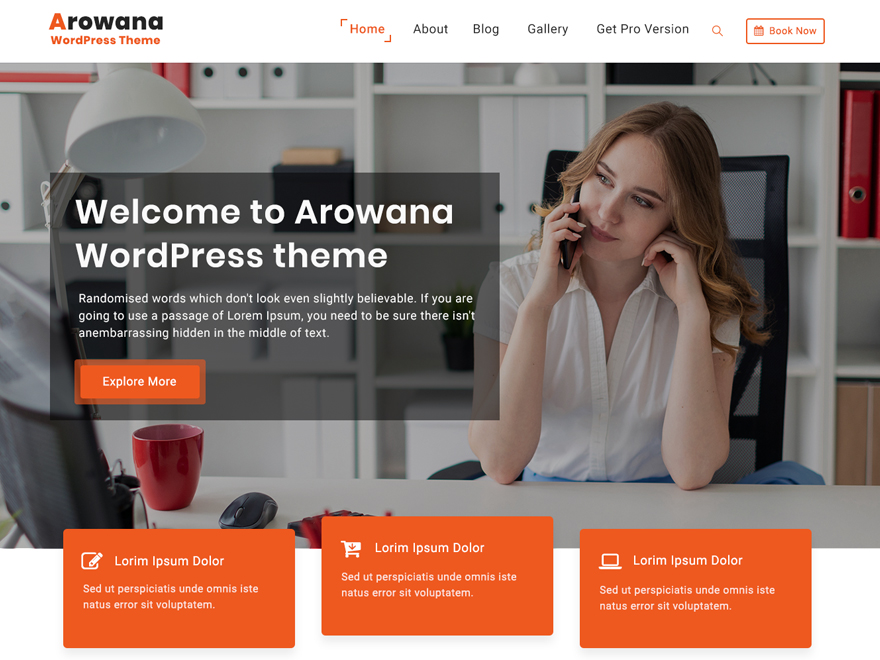 Arowana
WordPress Theme
Home
About
Blog
Gallery
Get Pro Version
Book Now
Welcome to Arowana
WordPress theme
Randomised words which don't look even slightly believable. If you are
going to use a passage of Lorem Ipsum, you need to be sure there isn't
anembarrassing hidden in the middle of text.
Explore More
Lorim Ipsum Dolor
Sed ut perspiciatis unde omnis iste
natus error sit voluptatem.
Lorim Ipsum Dolor
Sed ut perspiciatis unde omnis iste
natus error sit voluptatem.
Lorim Ipsum Dolor
Sed ut perspiciatis unde omnis iste
natus error sit voluptatem.